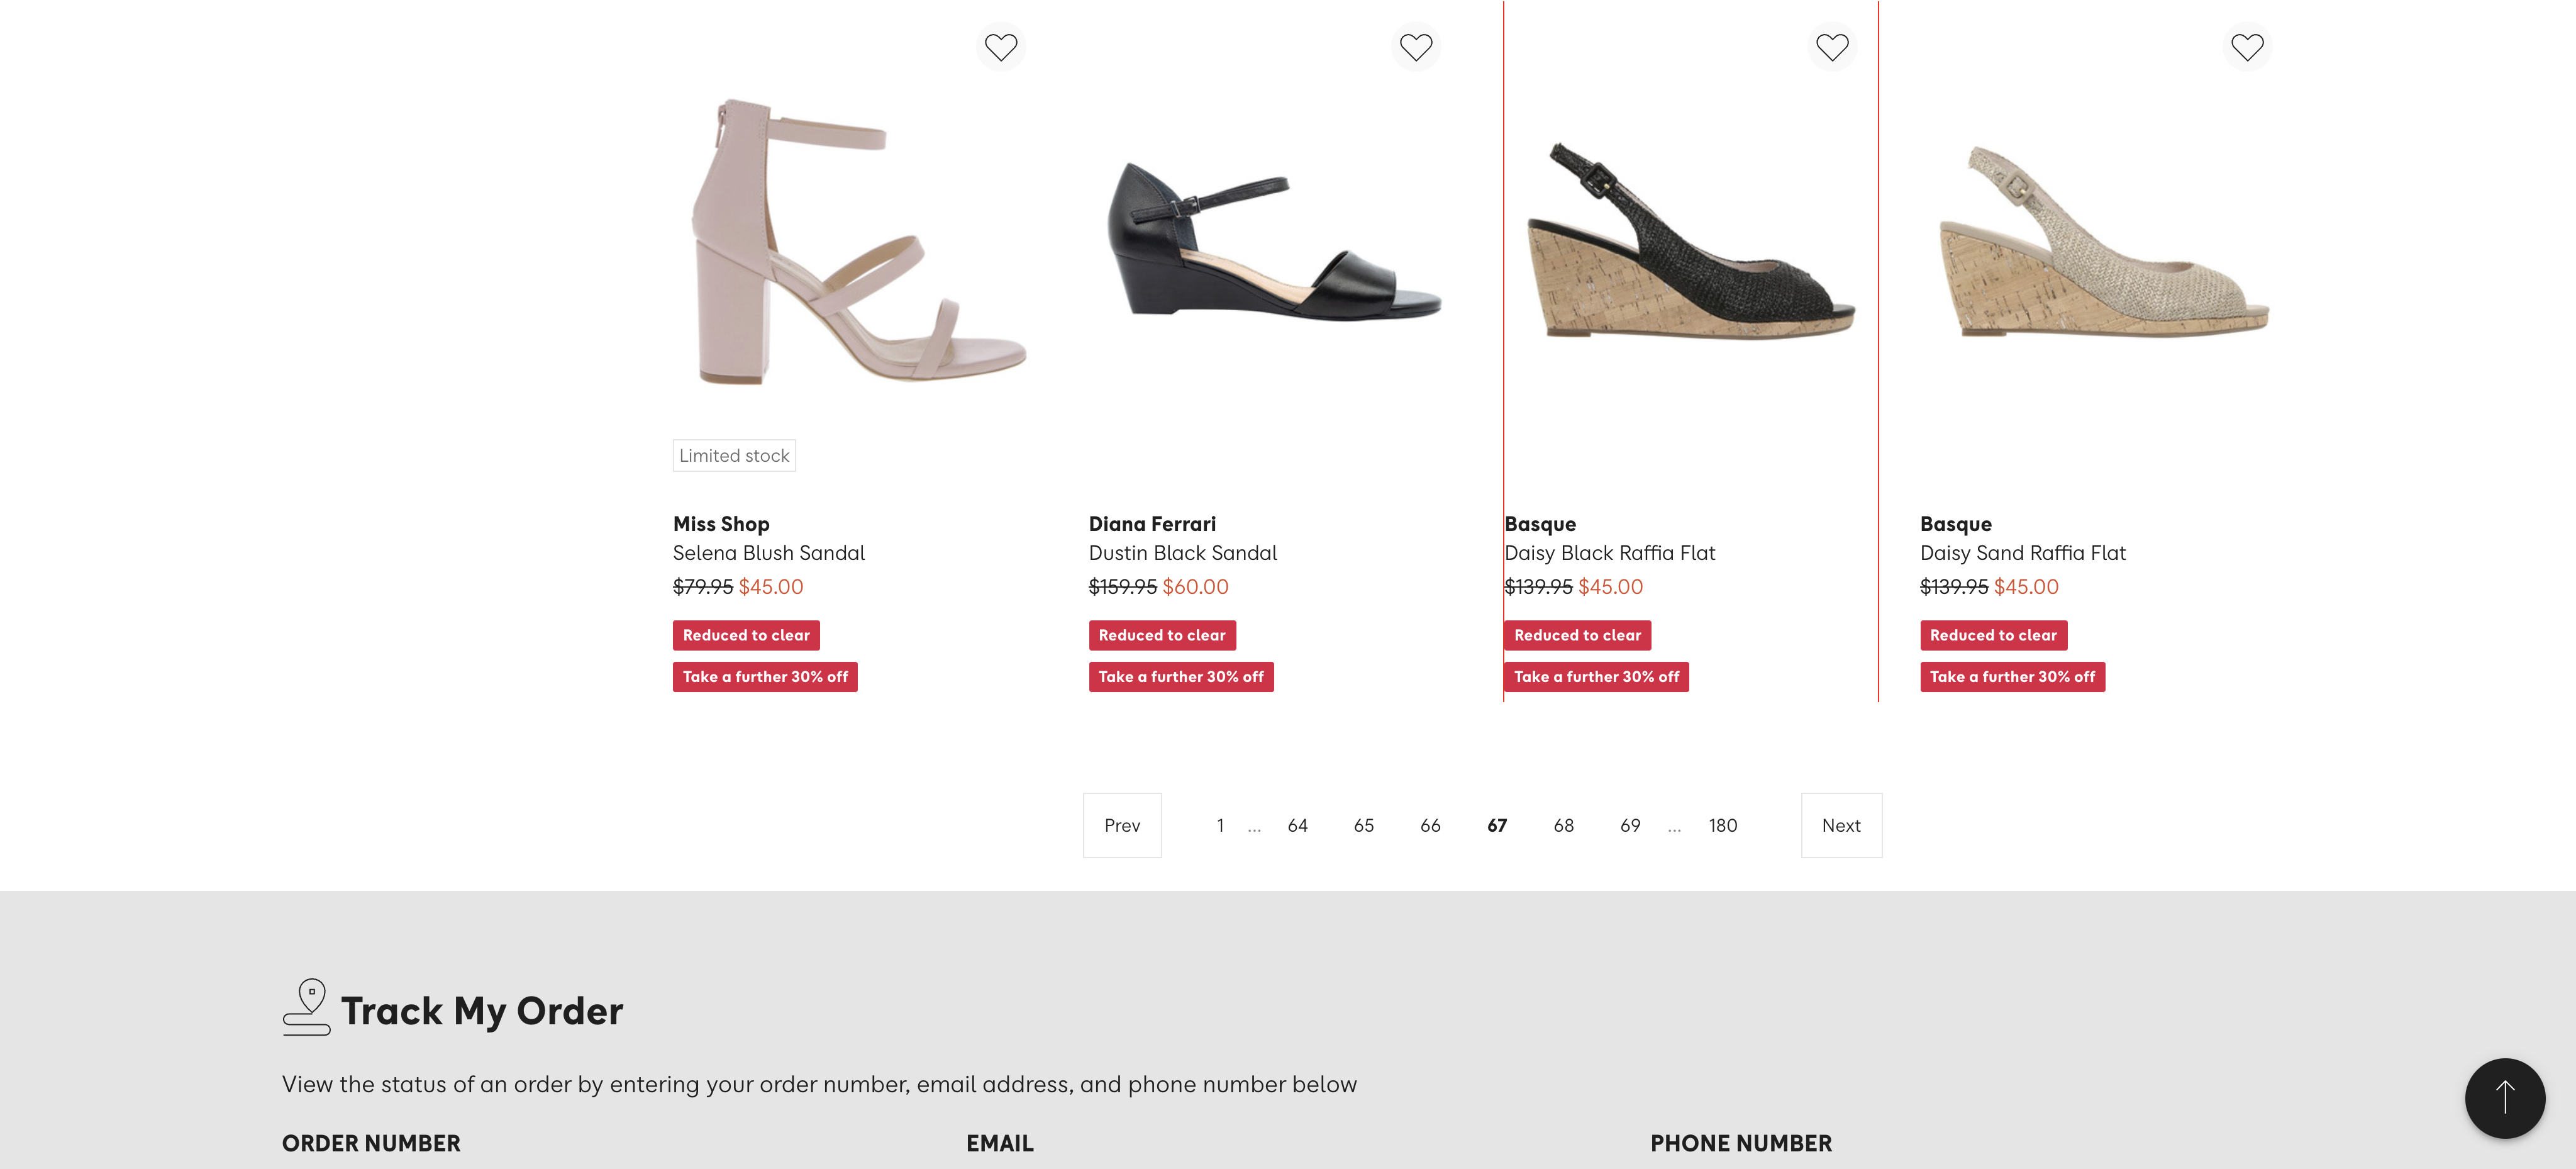 Limited stock
Miss Shop
Selena Blush Sandal
$79.95 $45.00
Reduced to clear
Take a further 30% off
Diana Ferrari
Dustin Black Sandal
$159.95 $60.00
Reduced to clear
Take a further 30% off
Basque
Daisy Black Raffia Flat
$139.95 $45.00
Reduced to clear
Take a further 30% off
Basque
Daisy Sand Raffia Flat
$139.95 $45.00
Reduced to clear
Take a further 30% off
Prev 1 ... 64 65 66 67 68 69 ... 180 Next
Track My Order
View the status of an order by entering your order number, email address, and phone number below
ORDER NUMBER EMAIL PHONE NUMBER